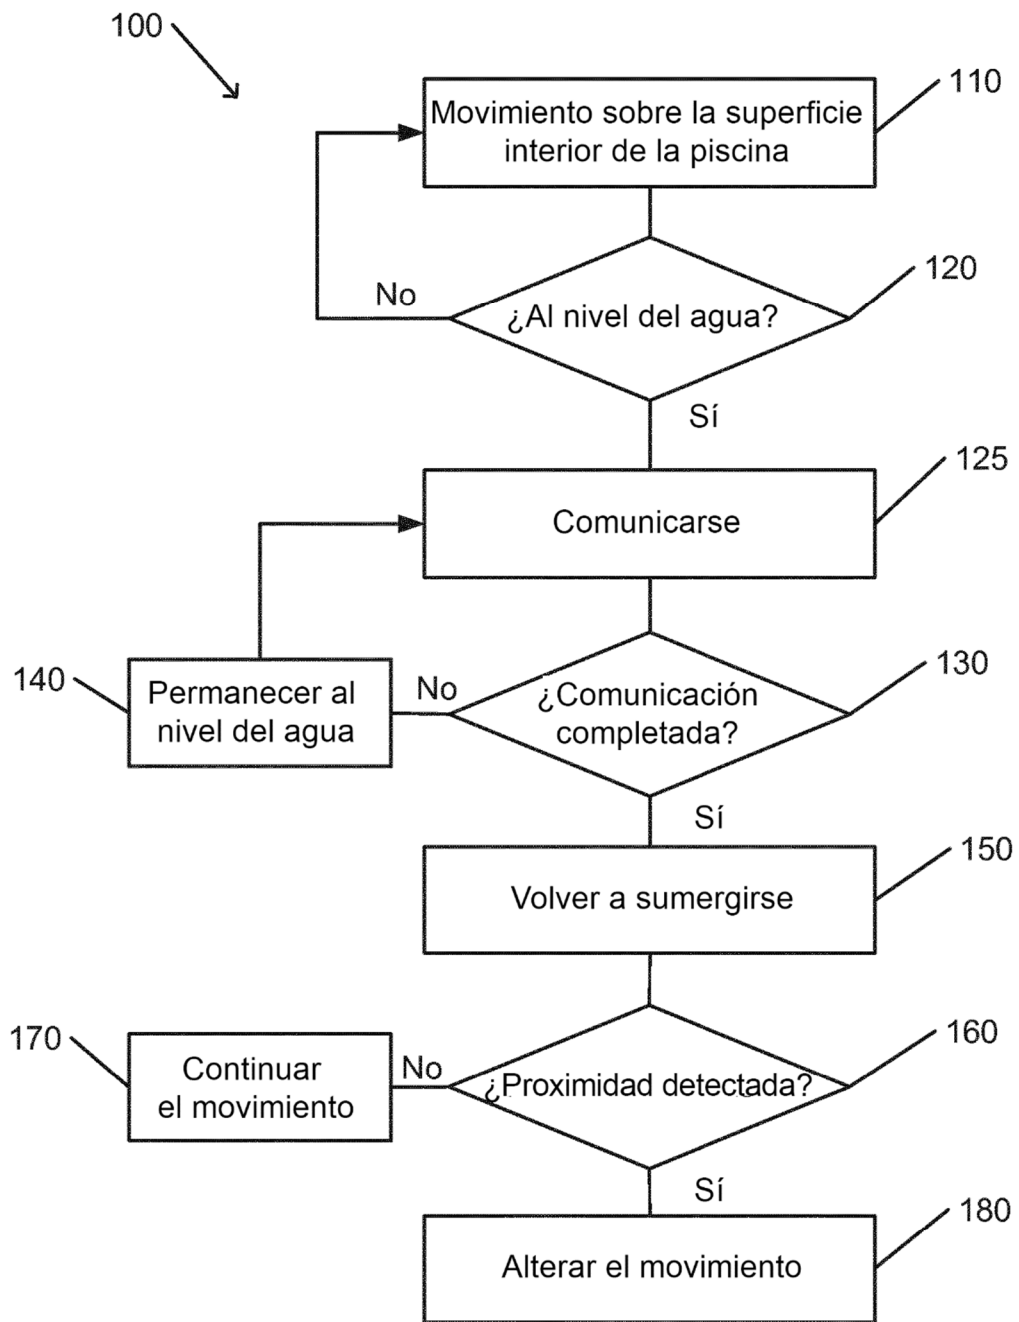 100
110
Movimiento sobre la superficie
interior de la piscina
120
No
¿Al nivel del agua?
Sí
125
Comunicarse
140
Permanecer al
nivel del agua
No
¿Comunicación
completada?
130
Sí
150
Volver a sumergirse
170
Continuar
el movimiento
No
¿Proximidad detectada?
160
Sí
180
Alterar el movimiento